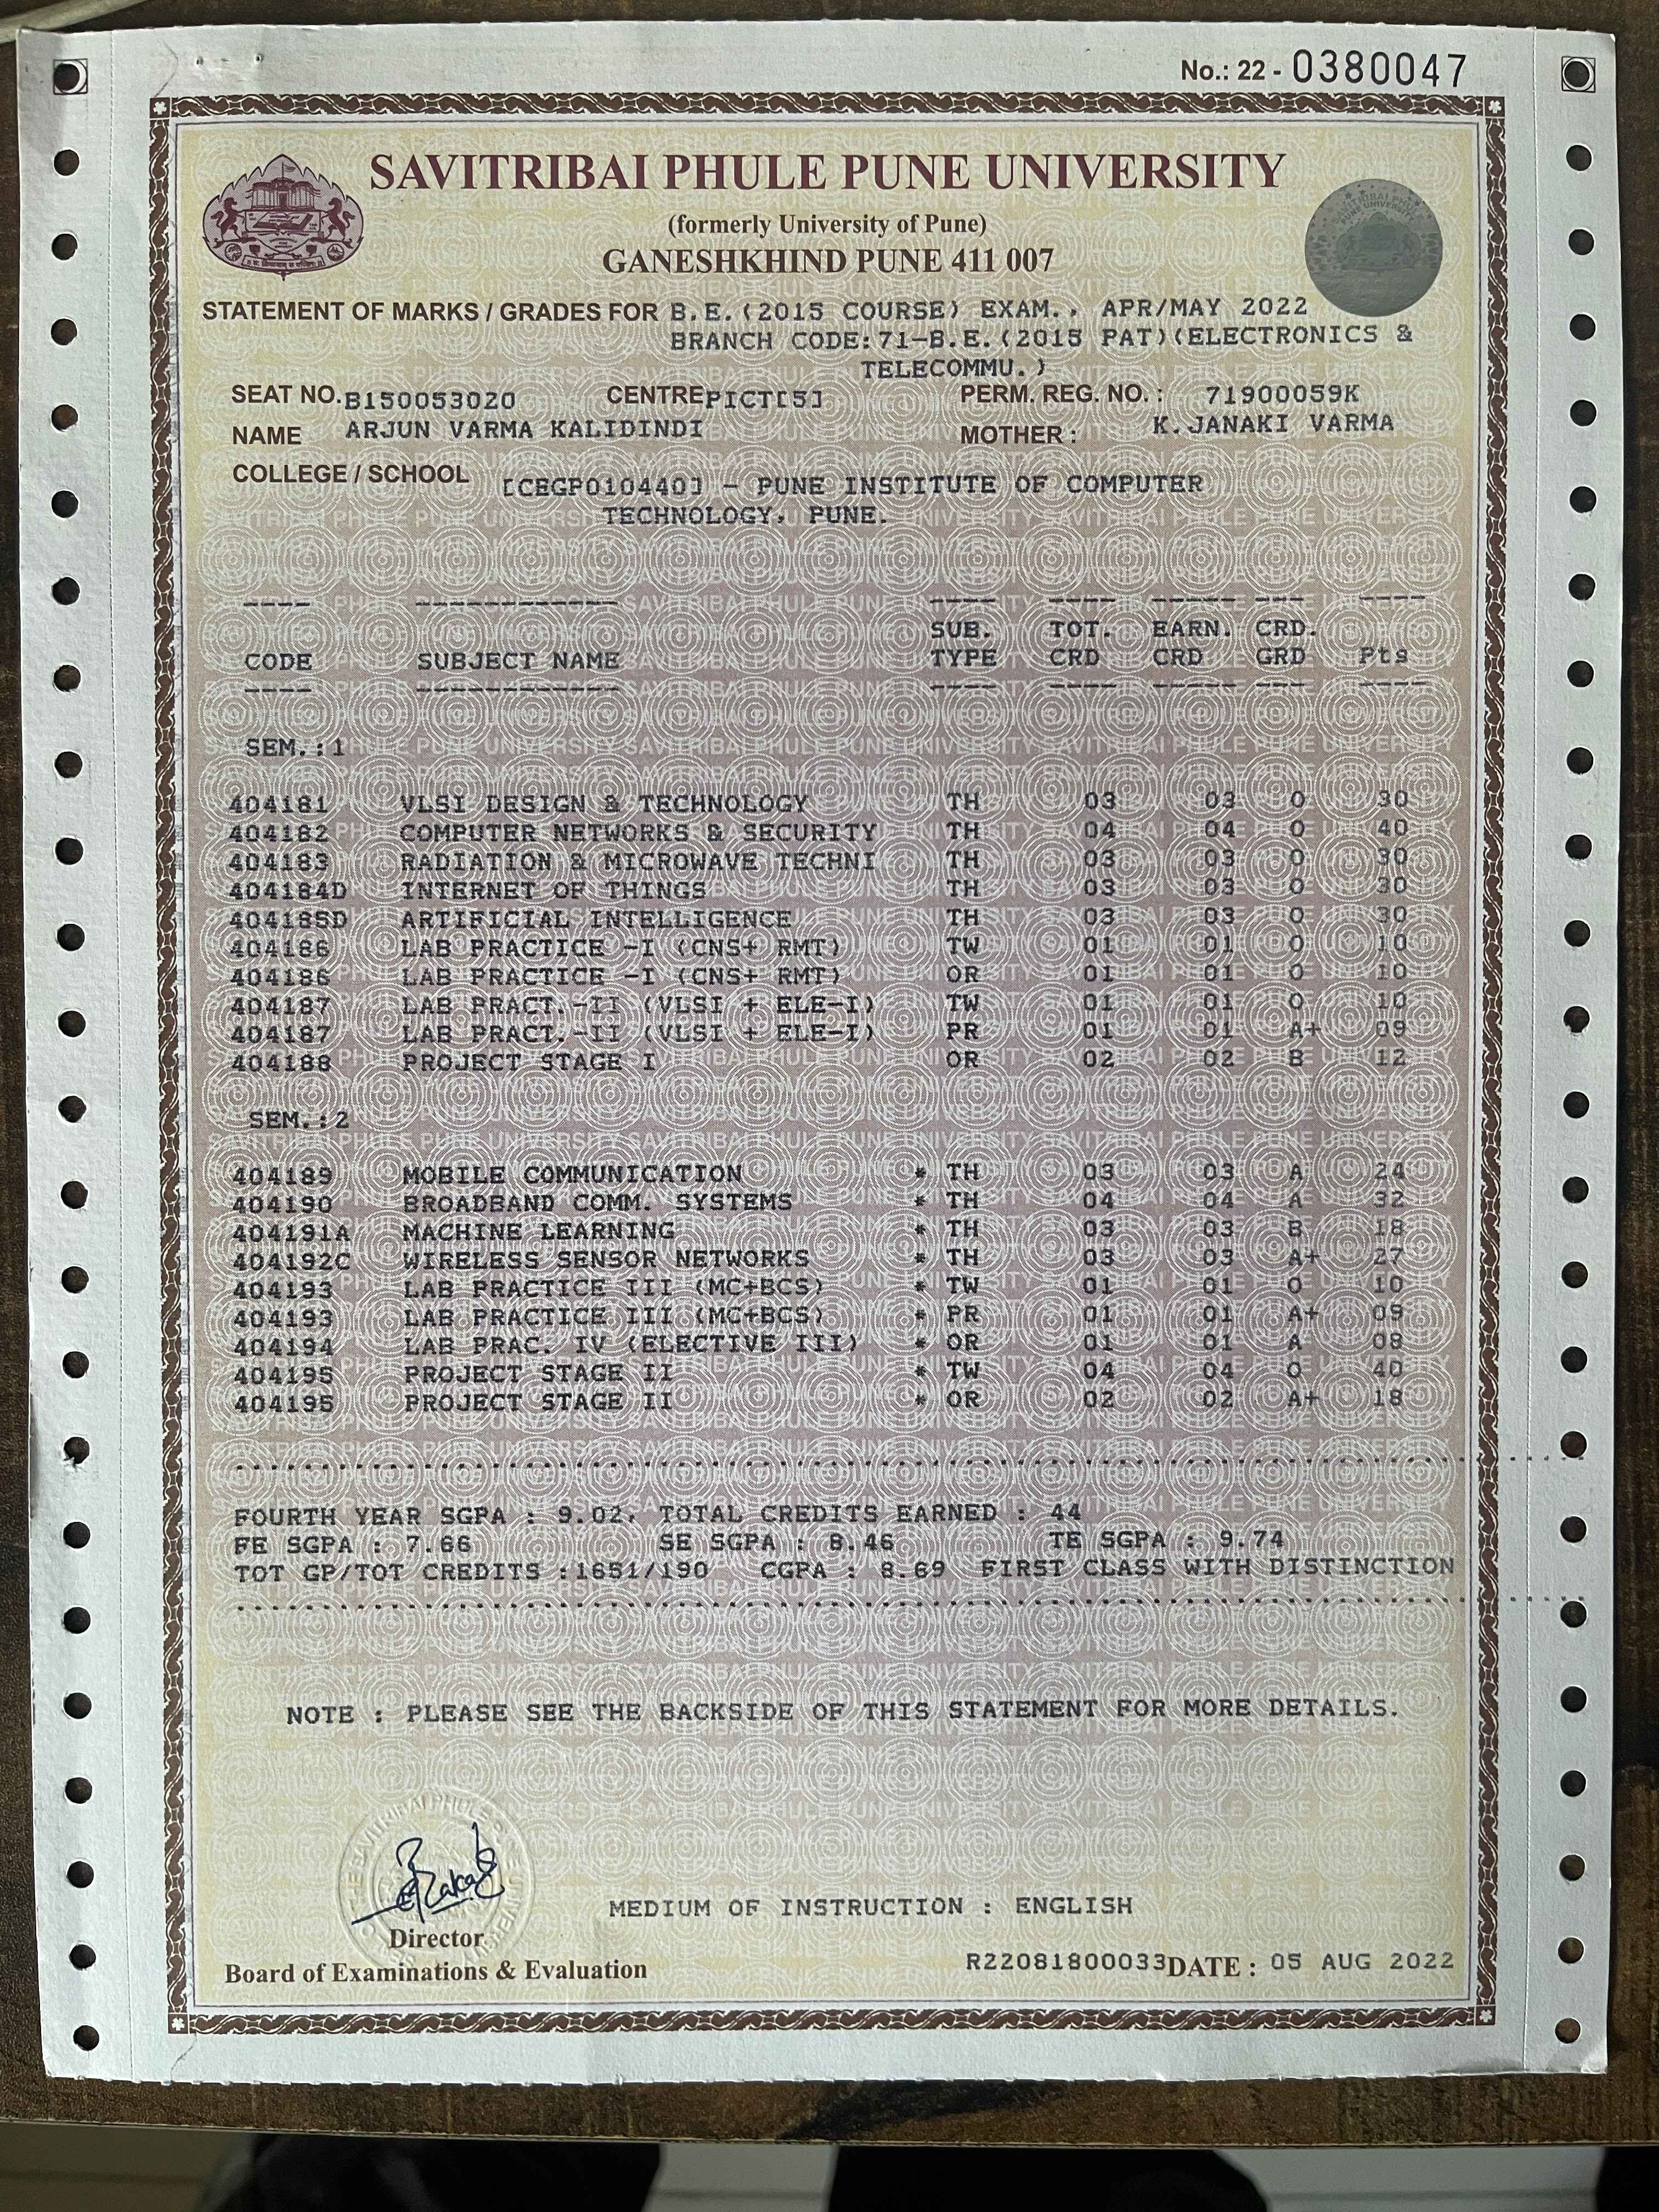 No.: 22 - 0380047
SAVITRIBAI PHULE PUNE UNIVERSITY
(formerly University of Pune)
GANESHKHIND PUNE 411 007
STATEMENT OF MARKS / GRADES FOR B.E.(2015 COURSE) EXAM., APR/MAY 2022
BRANCH CODE:71-B.E.(2015 PAT)(ELECTRONICS &
TELECOMMU.)
SEAT NO. B150053020 CENTRE PICT[5] PERM. REG. NO. : 71900059K
NAME ARJUN VARMA KALIDINDI MOTHER : K.JANAKI VARMA
COLLEGE / SCHOOL [CEGP010440] - PUNE INSTITUTE OF COMPUTER
TECHNOLOGY, PUNE.
---- ------------ ---- ---- ----- --- ----
SUB. TOT. EARN. CRD.
CODE SUBJECT NAME TYPE CRD CRD GRD Pts
---- ------------ ---- ---- ----- --- ----
SEM.:1
404181 VLSI DESIGN & TECHNOLOGY TH 03 03 O 30
404182 COMPUTER NETWORKS & SECURITY TH 04 04 O 40
404183 RADIATION & MICROWAVE TECHNI TH 03 03 O 30
404184D INTERNET OF THINGS TH 03 03 O 30
404185D ARTIFICIAL INTELLIGENCE TH 03 03 O 30
404186 LAB PRACTICE -I (CNS+ RMT) TW 01 01 O 10
404186 LAB PRACTICE -I (CNS+ RMT) OR 01 01 O 10
404187 LAB PRACT.-II (VLSI + ELE-I) TW 01 01 O 10
404187 LAB PRACT.-II (VLSI + ELE-I) PR 01 01 A+ 09
404188 PROJECT STAGE I OR 02 02 B 12
SEM.:2
404189 MOBILE COMMUNICATION * TH 03 03 A 24
404190 BROADBAND COMM. SYSTEMS * TH 04 04 A 32
404191A MACHINE LEARNING * TH 03 03 B 18
404192C WIRELESS SENSOR NETWORKS * TH 03 03 A+ 27
404193 LAB PRACTICE III (MC+BCS) * TW 01 01 O 10
404193 LAB PRACTICE III (MC+BCS) * PR 01 01 A+ 09
404194 LAB PRAC. IV (ELECTIVE III) * OR 01 01 A 08
404195 PROJECT STAGE II * TW 04 04 O 40
404195 PROJECT STAGE II * OR 02 02 A+ 18
FOURTH YEAR SGPA : 9.02, TOTAL CREDITS EARNED : 44
FE SGPA : 7.66 SE SGPA : 8.46 TE SGPA : 9.74
TOT GP/TOT CREDITS :1651/190 CGPA : 8.69 FIRST CLASS WITH DISTINCTION
NOTE : PLEASE SEE THE BACKSIDE OF THIS STATEMENT FOR MORE DETAILS.
MEDIUM OF INSTRUCTION : ENGLISH
Director
Board of Examinations & Evaluation
R22081800033 DATE : 05 AUG 2022